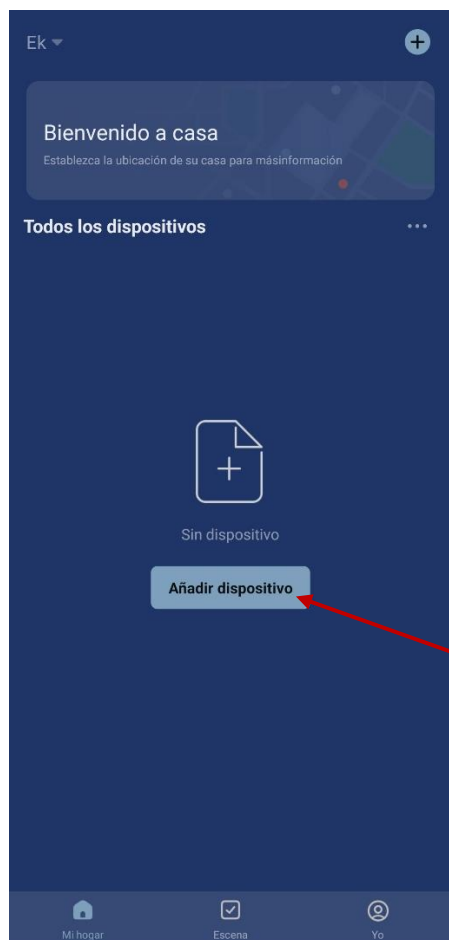 Ek
Bienvenido a casa
Establezca la ubicación de su casa para másinformación
Todos los dispositivos
Sin dispositivo
Añadir dispositivo
Mi hogar
Escena
Yo